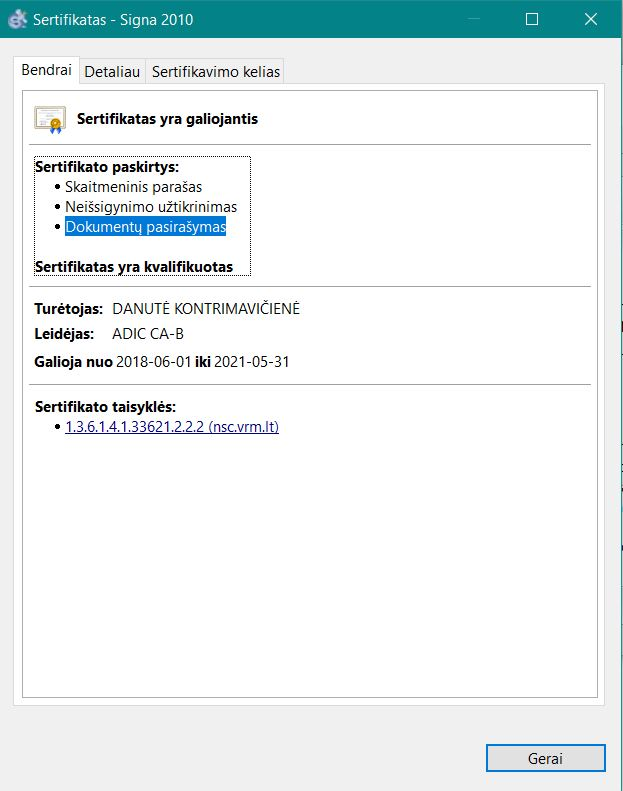 Sertifikatas - Signa 2010
Bendrai Detaliau Sertifikavimo kelias
Sertifikatas yra galiojantis
Sertifikato paskirtys:
• Skaitmeninis parašas
• Neišsigynimo užtikrinimas
• Dokumentų pasirašymas
Sertifikatas yra kvalifikuotas
Turėtojas: DANUTĖ KONTRIMAVIČIENĖ
Leidėjas: ADIC CA-B
Galioja nuo 2018-06-01 iki 2021-05-31
Sertifikato taisyklės:
• 1.3.6.1.4.1.33621.2.2.2 (nsc.vrm.lt)
Gerai